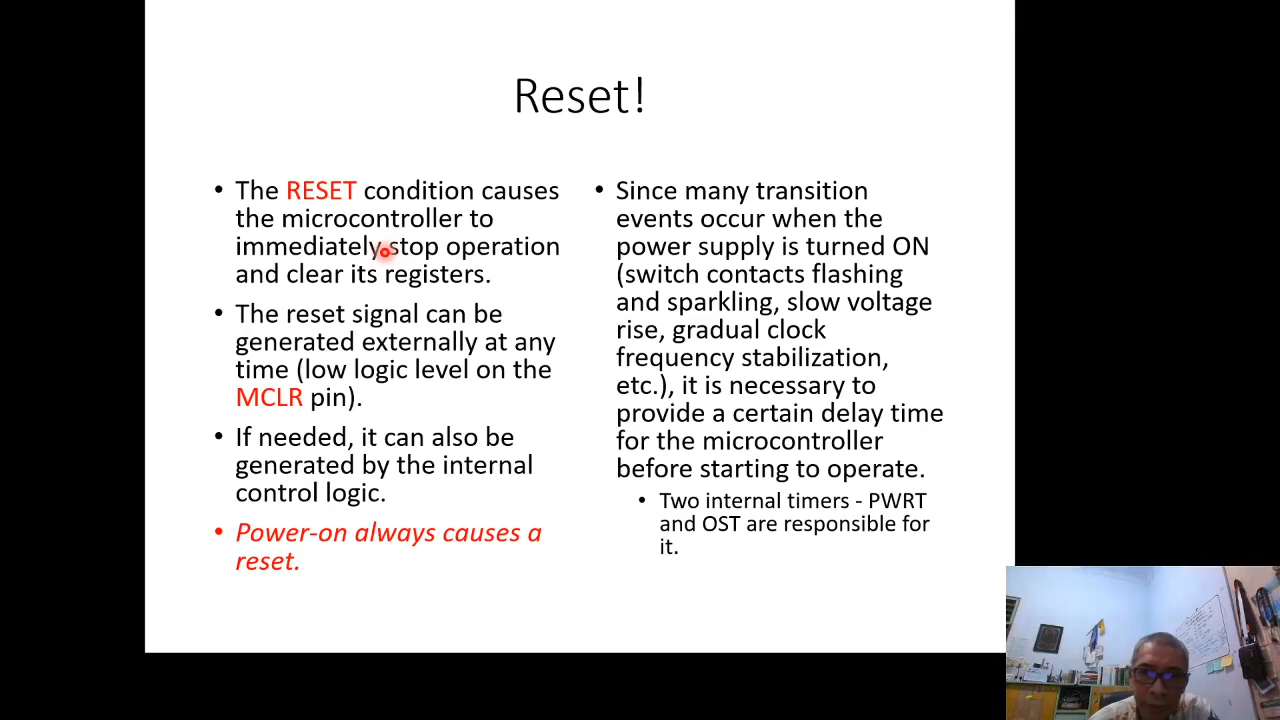 Reset!
• The RESET condition causes
the microcontroller to
immediately stop operation
and clear its registers.
• The reset signal can be
generated externally at any
time (low logic level on the
MCLR pin).
• If needed, it can also be
generated by the internal
control logic.
• Power-on always causes a
reset.
• Since many transition
events occur when the
power supply is turned ON
(switch contacts flashing
and sparkling, slow voltage
rise, gradual clock
frequency stabilization,
etc.), it is necessary to
provide a certain delay time
for the microcontroller
before starting to operate.
• Two internal timers - PWRT
and OST are responsible for
it.